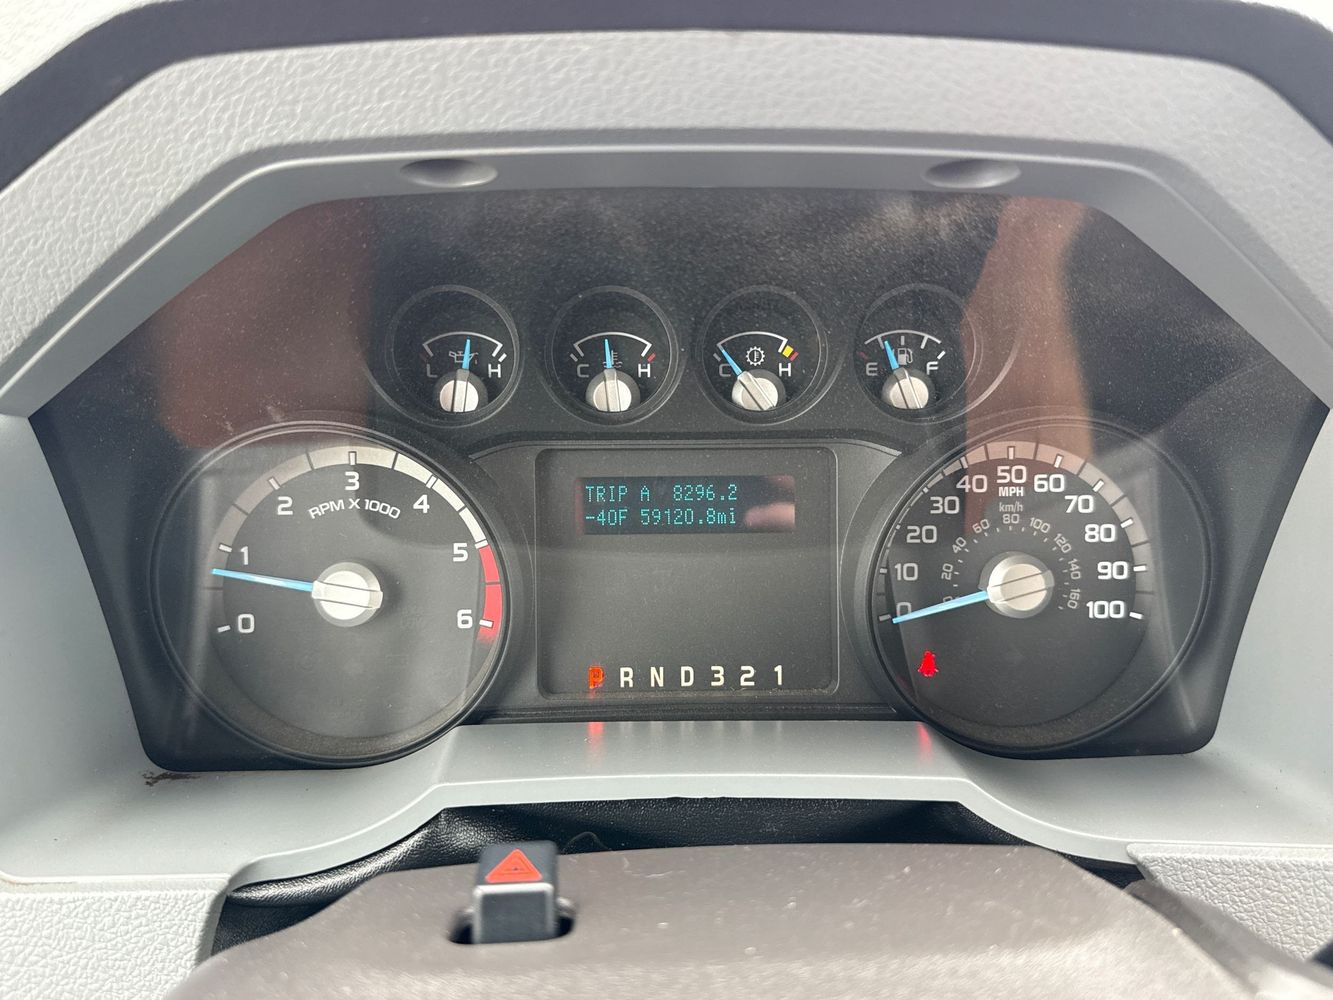 L H
C H
C H
E F
0 1 2 3 4 5 6
RPM X 1000
TRIP A 8296.2
-40F 59120.8mi
P R N D 3 2 1
0 10 20 30 40 50 60 70 80 90 100
MPH
km/h
20 40 60 80 100 120 140 160